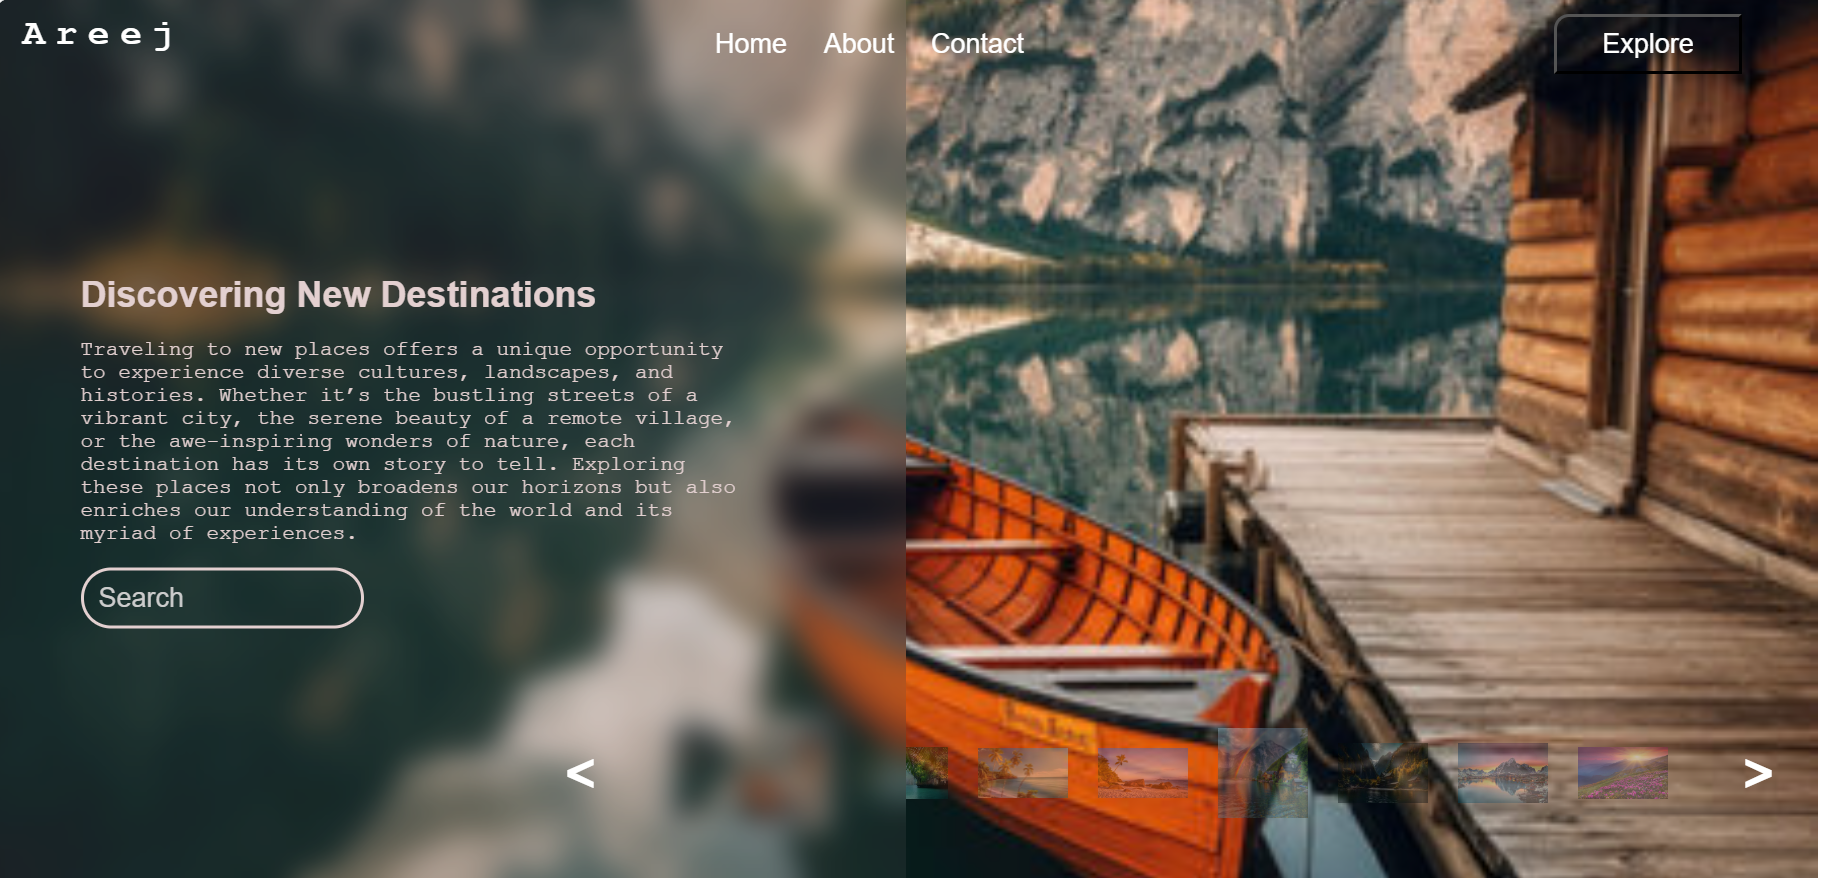 Areej
Home About Contact
Explore
Discovering New Destinations
Traveling to new places offers a unique opportunity
to experience diverse cultures, landscapes, and
histories. Whether it’s the bustling streets of a
vibrant city, the serene beauty of a remote village,
or the awe-inspiring wonders of nature, each
destination has its own story to tell. Exploring
these places not only broadens our horizons but also
enriches our understanding of the world and its
myriad of experiences.
Search
< >